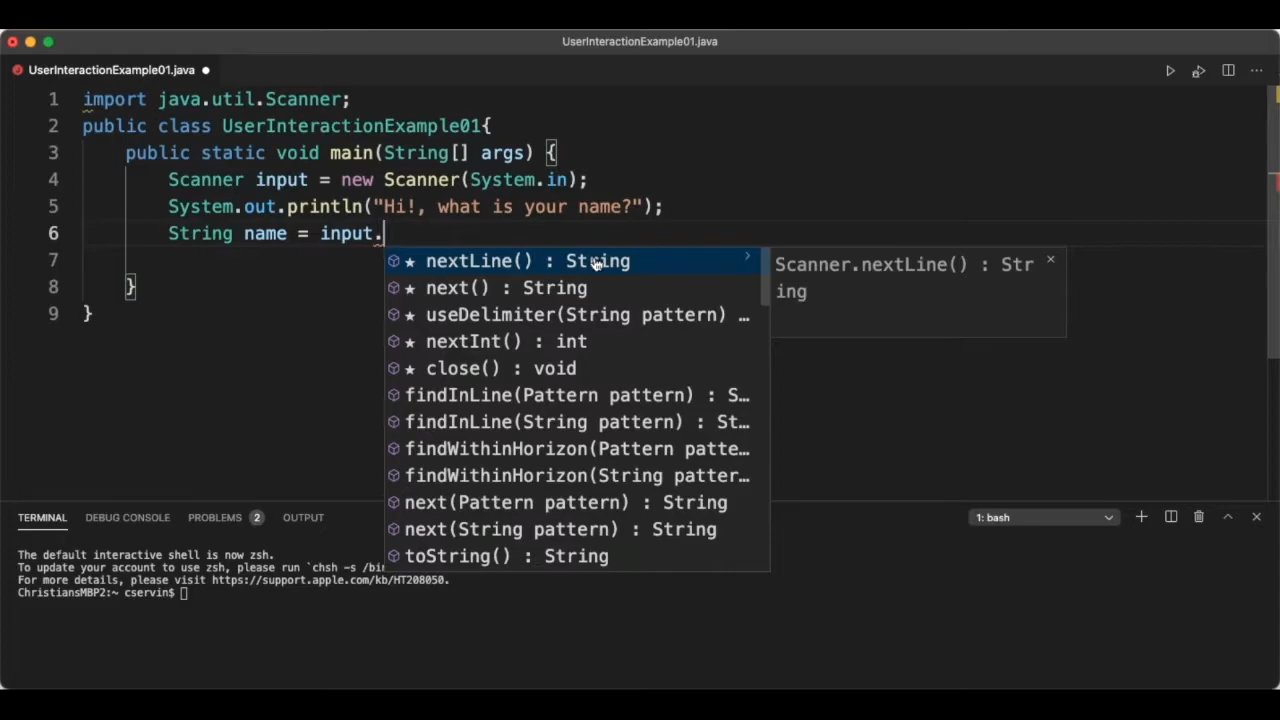 UserInteractionExample01.java
UserInteractionExample01.java
1 import java.util.Scanner;
2 public class UserInteractionExample01{
3 public static void main(String[] args) {
4 Scanner input = new Scanner(System.in);
5 System.out.println("Hi!, what is your name?");
6 String name = input.
7
8 }
9 }
★ nextLine() : String
★ next() : String
★ useDelimiter(String pattern) …
★ nextInt() : int
★ close() : void
findInLine(Pattern pattern) : S…
findInLine(String pattern) : St…
findWithinHorizon(Pattern patte…
findWithinHorizon(String patter…
next(Pattern pattern) : String
next(String pattern) : String
toString() : String
Scanner.nextLine() : Str
ing
TERMINAL DEBUG CONSOLE PROBLEMS 2 OUTPUT 1: bash
The default interactive shell is now zsh.
To update your account to use zsh, please run `chsh -s /bin
For more details, please visit https://support.apple.com/kb/HT208050.
ChristiansMBP2:~ cservin$